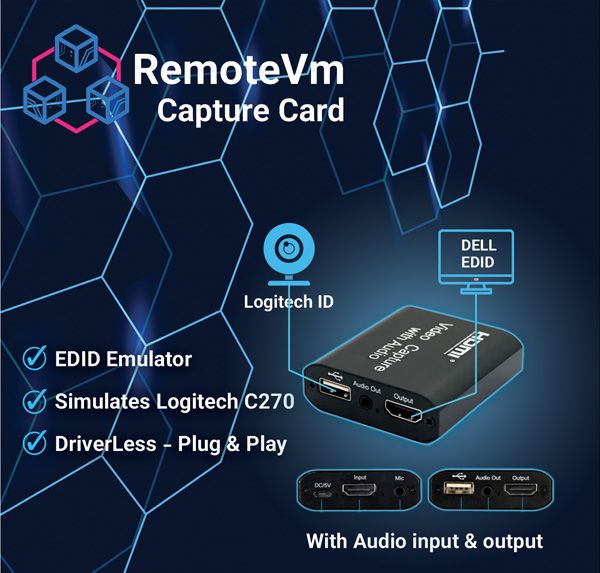 RemoteVm
Capture Card
DELL
EDID
Logitech ID
HDMI
Capture
Video
with Audio
Audio Out
Output
EDID Emulator
Simulates Logitech C270
DriverLess - Plug & Play
DC/5V
Input
Mic
Audio Out
Output
With Audio input & output